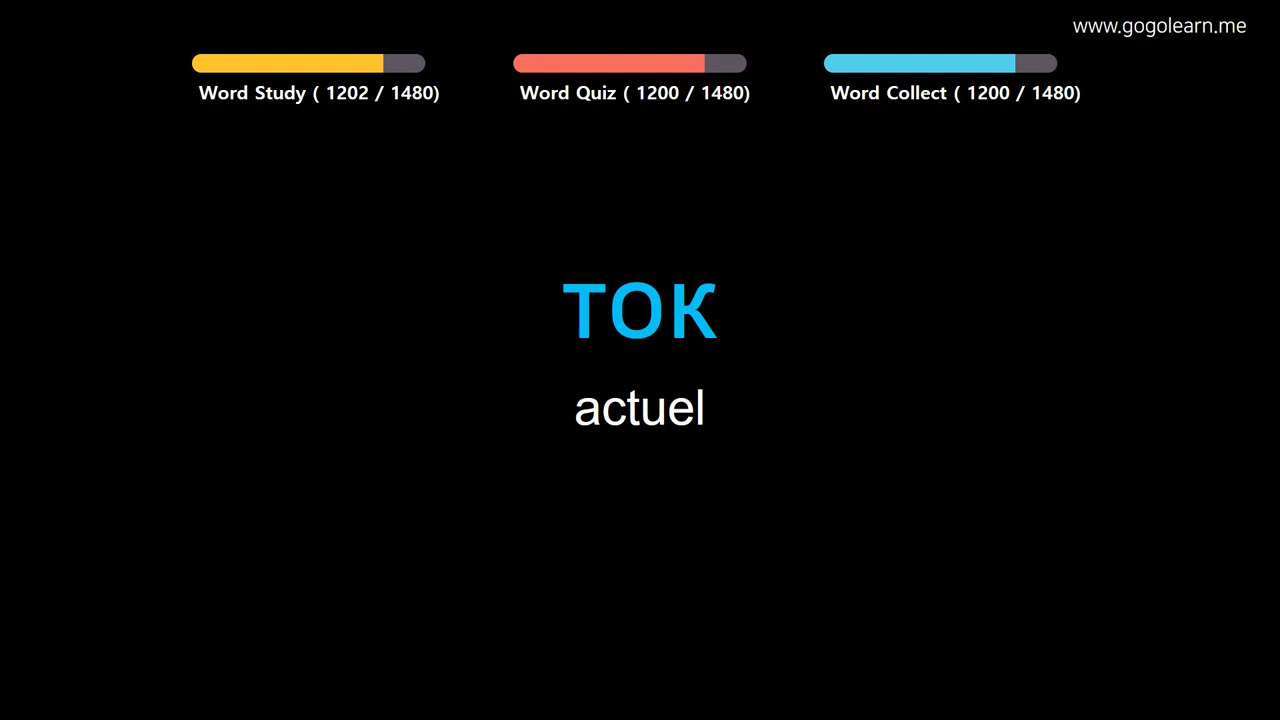 www.gogolearn.me
Word Study ( 1202 / 1480)
Word Quiz ( 1200 / 1480)
Word Collect ( 1200 / 1480)
ТОК
actuel